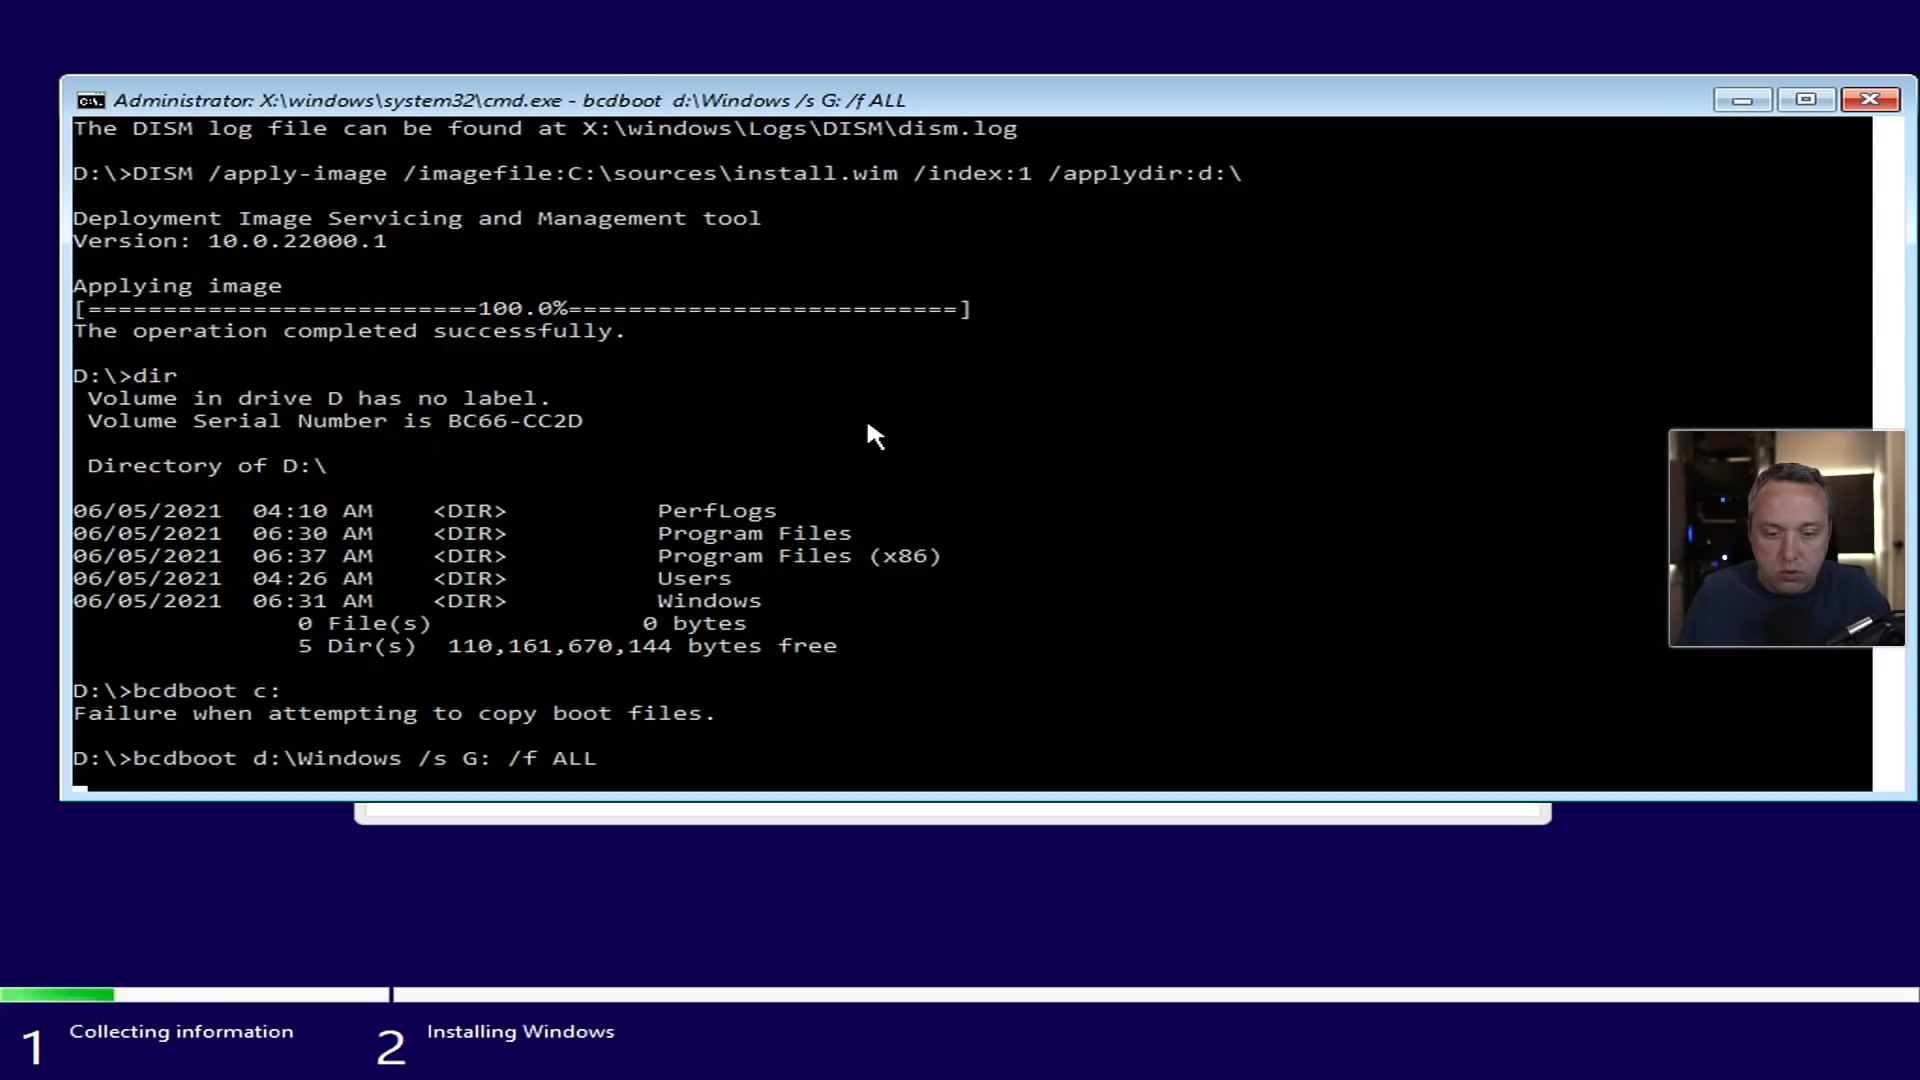 Administrator: X:\windows\system32\cmd.exe - bcdboot  d:\Windows /s G: /f ALL
The DISM log file can be found at X:\windows\Logs\DISM\dism.log
D:\>DISM /apply-image /imagefile:C:\sources\install.wim /index:1 /applydir:d:\
Deployment Image Servicing and Management tool
Version: 10.0.22000.1
Applying image
[==========================100.0%==========================]
The operation completed successfully.
D:\>dir
Volume in drive D has no label.
Volume Serial Number is BC66-CC2D
Directory of D:\
06/05/2021  04:10 AM    <DIR>          PerfLogs
06/05/2021  06:30 AM    <DIR>          Program Files
06/05/2021  06:37 AM    <DIR>          Program Files (x86)
06/05/2021  04:26 AM    <DIR>          Users
06/05/2021  06:31 AM    <DIR>          Windows
0 File(s)              0 bytes
5 Dir(s)  110,161,670,144 bytes free
D:\>bcdboot c:
Failure when attempting to copy boot files.
D:\>bcdboot d:\Windows /s G: /f ALL
1 Collecting information
2 Installing Windows